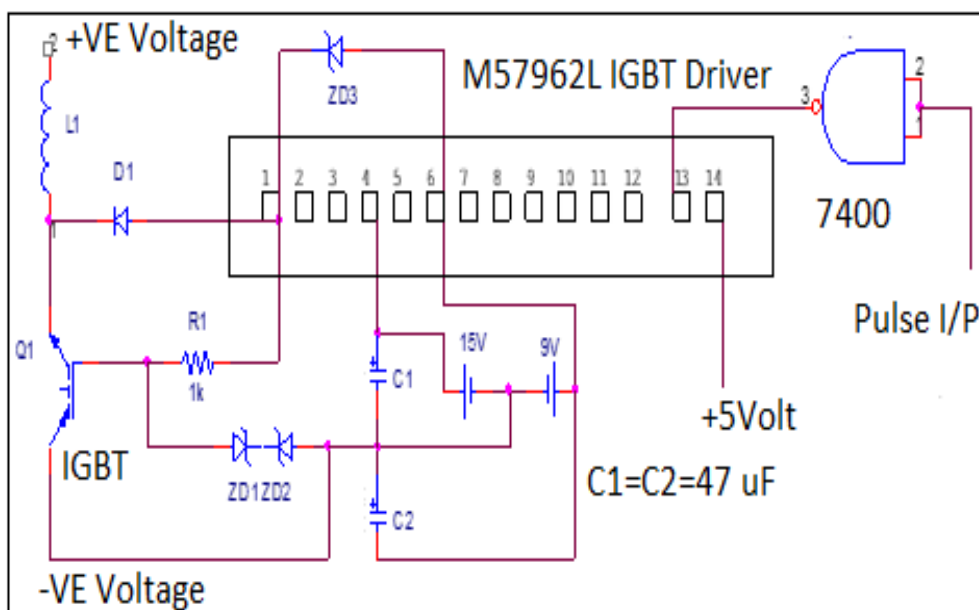 2
+VE Voltage
ZD3
M57962L IGBT Driver
3
2
1
L1
D1
1 2 3 4 5 6 7 8 9 10 11 12 13 14
7400
1
Pulse I/P
R1
15V
9V
Q1
1k
C1
+5Volt
IGBT
ZD1ZD2
C1=C2=47 uF
C2
-VE Voltage